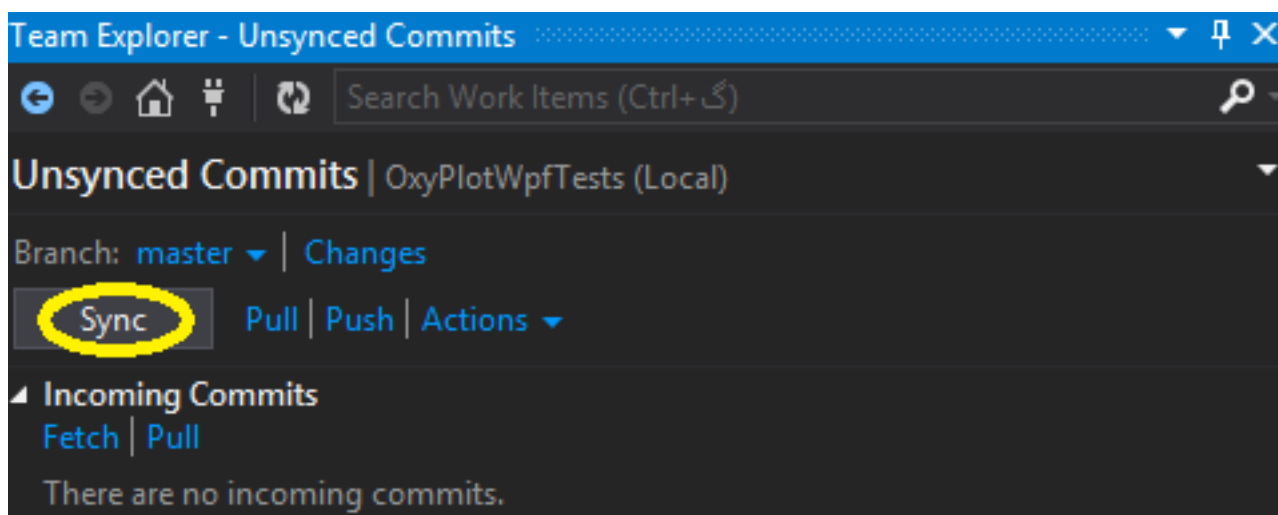 Team Explorer - Unsynced Commits
Search Work Items (Ctrl+گ)
Unsynced Commits | OxyPlotWpfTests (Local)
Branch: master | Changes
Sync Pull | Push | Actions
Incoming Commits
Fetch | Pull
There are no incoming commits.